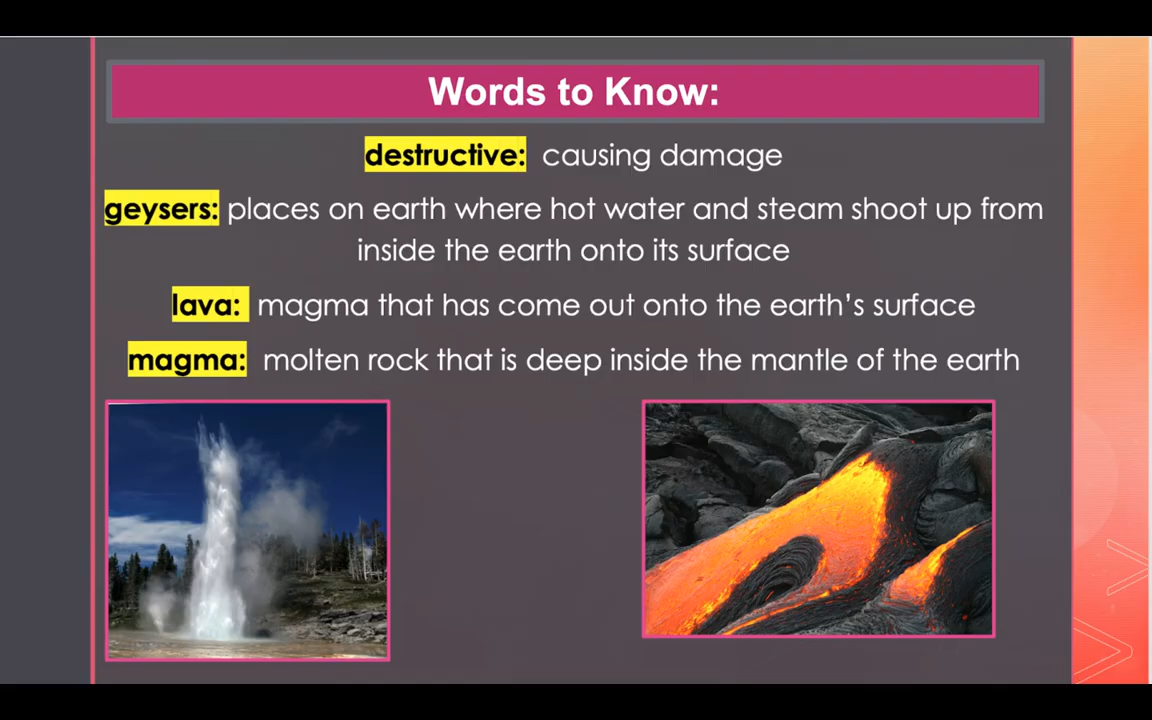 Words to Know:
destructive: causing damage
geysers: places on earth where hot water and steam shoot up from
inside the earth onto its surface
lava: magma that has come out onto the earth’s surface
magma: molten rock that is deep inside the mantle of the earth